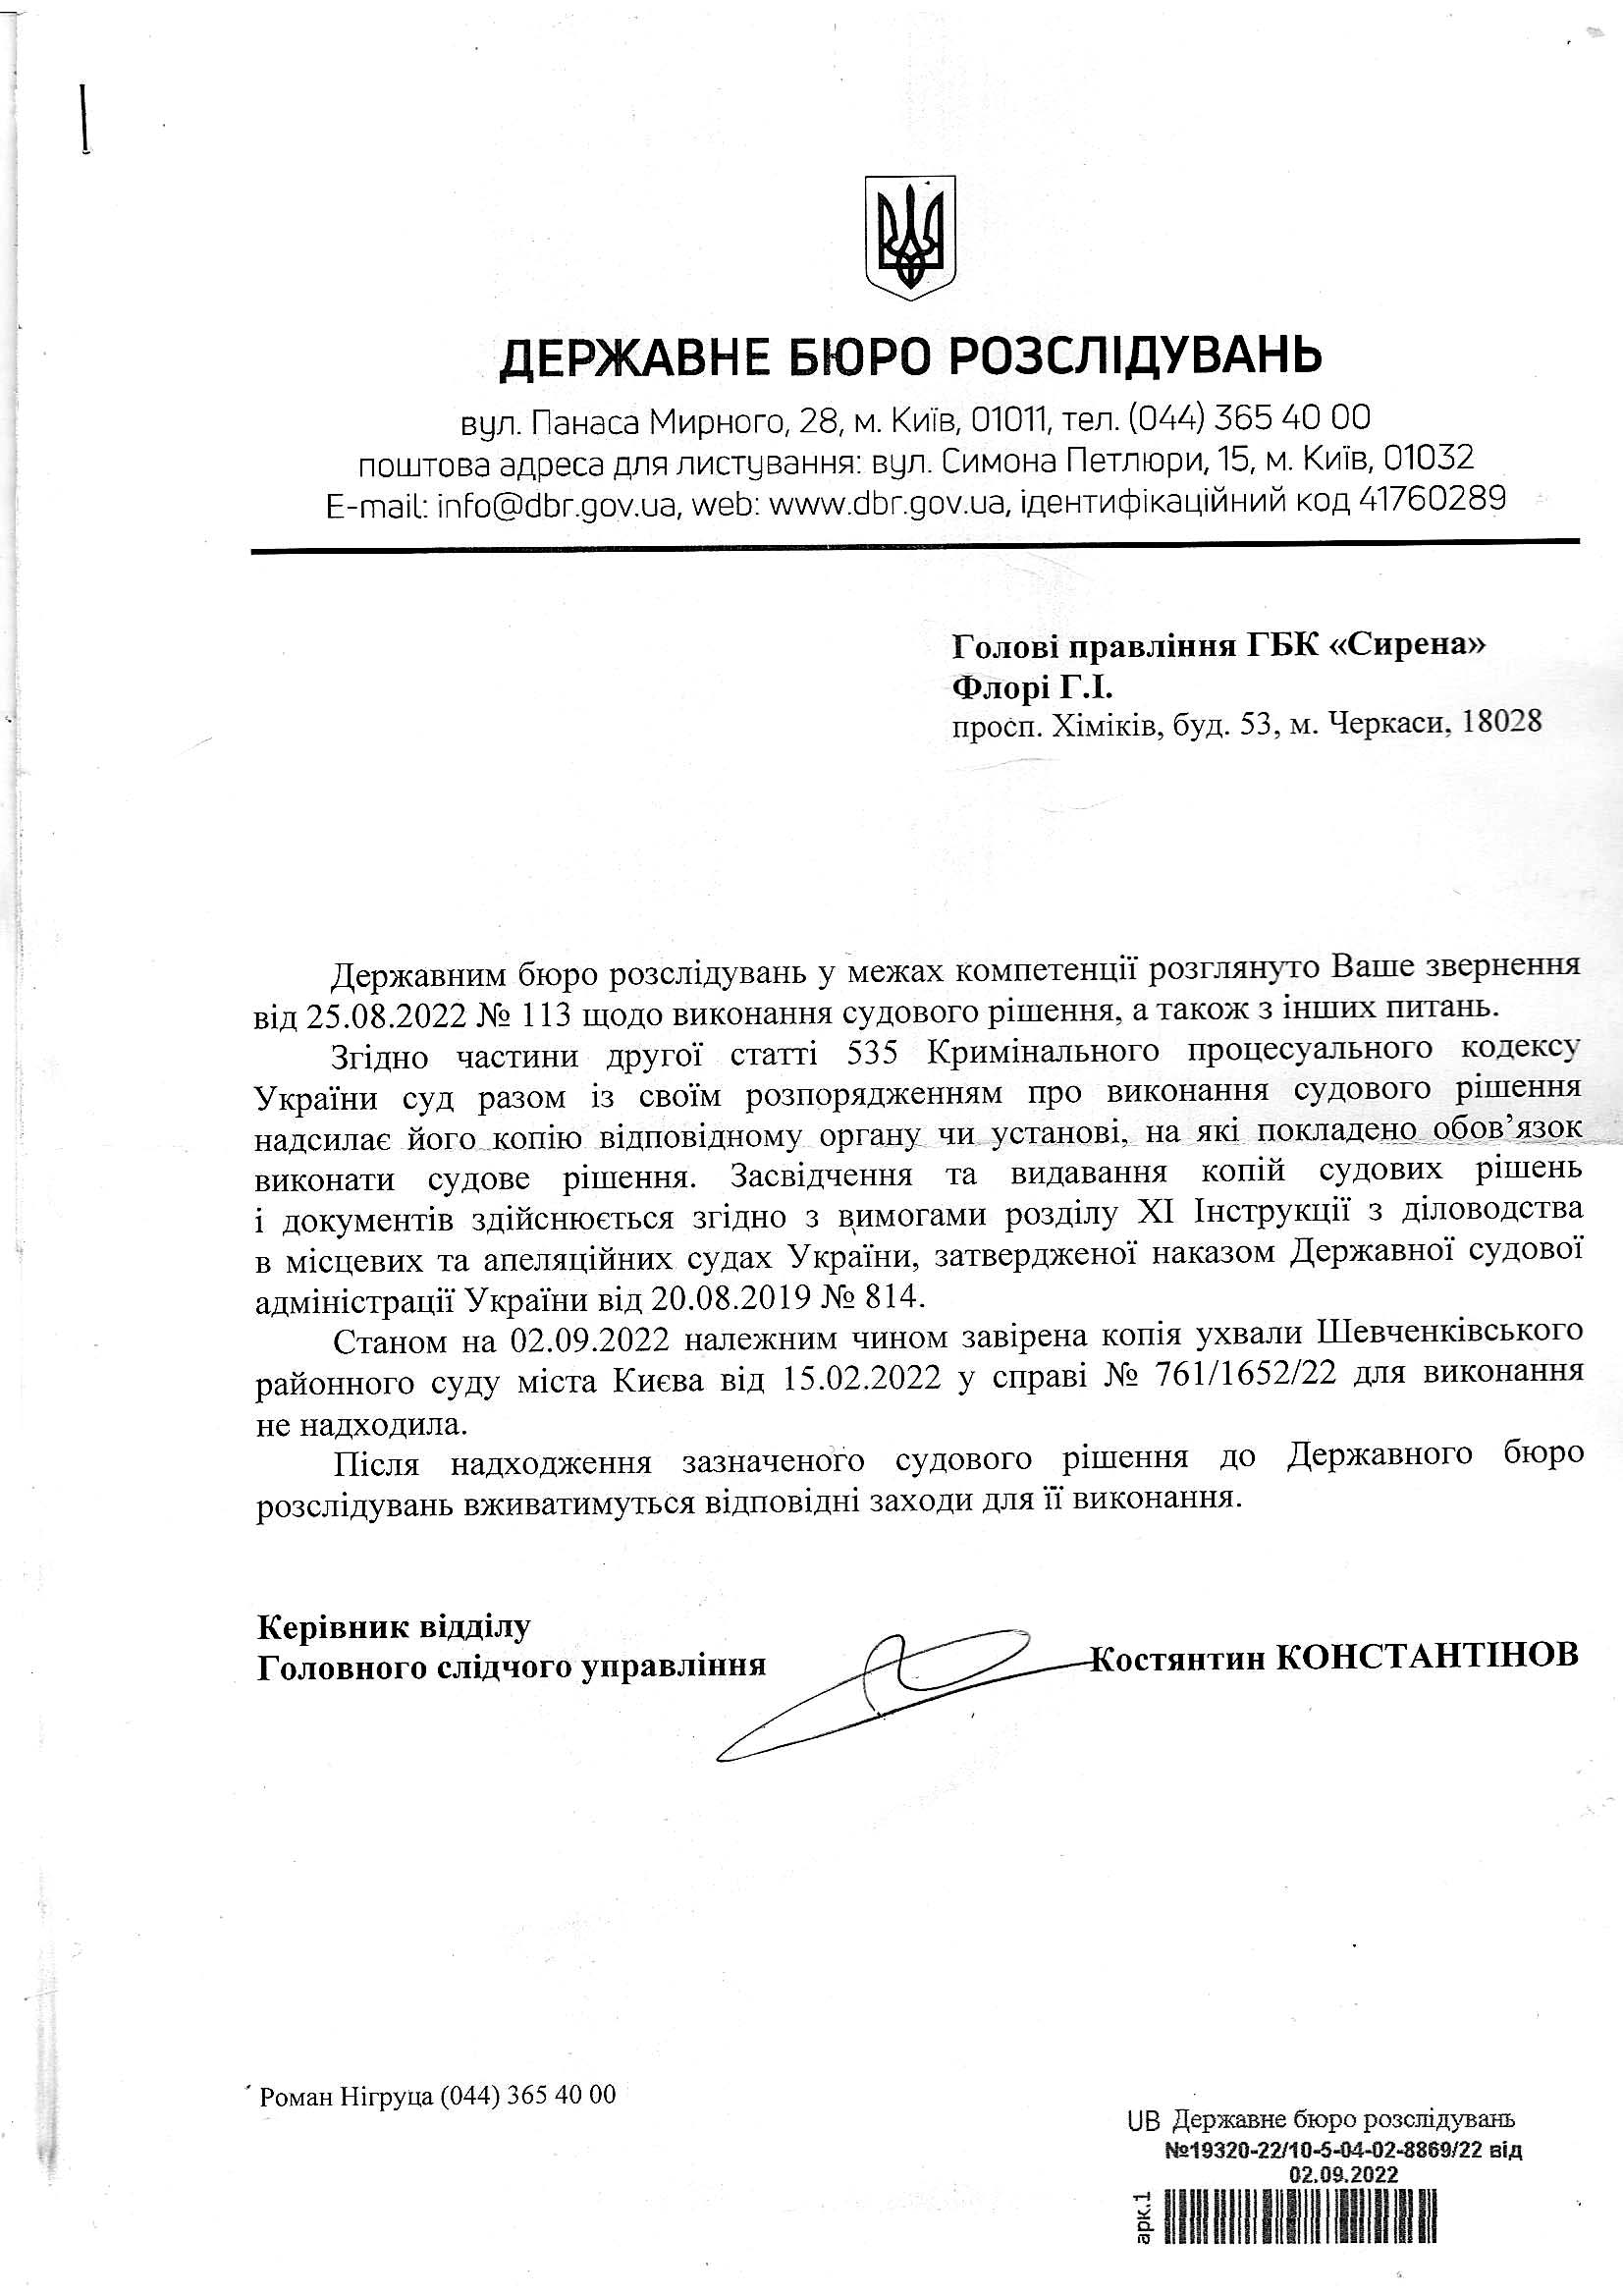 ДЕРЖАВНЕ БЮРО РОЗСЛІДУВАНЬ
вул. Панаса Мирного, 28, м. Київ, 01011, тел. (044) 365 40 00
поштова адреса для листування: вул. Симона Петлюри, 15, м. Київ, 01032
E-mail: info@dbr.gov.ua, web: www.dbr.gov.ua, ідентифікаційний код 41760289
Голові правління ГБК «Сирена»
Флорі Г.І.
просп. Хіміків, буд. 53, м. Черкаси, 18028
Державним бюро розслідувань у межах компетенції розглянуто Ваше звернення
від 25.08.2022 № 113 щодо виконання судового рішення, а також з інших питань.
Згідно частини другої статті 535 Кримінального процесуального кодексу
України суд разом із своїм розпорядженням про виконання судового рішення
надсилає його копію відповідному органу чи установі, на які покладено обов’язок
виконати судове рішення. Засвідчення та видавання копій судових рішень
і документів здійснюється згідно з вимогами розділу XI Інструкції з діловодства
в місцевих та апеляційних судах України, затвердженої наказом Державної судової
адміністрації України від 20.08.2019 № 814.
Станом на 02.09.2022 належним чином завірена копія ухвали Шевченківського
районного суду міста Києва від 15.02.2022 у справі № 761/1652/22 для виконання
не надходила.
Після надходження зазначеного судового рішення до Державного бюро
розслідувань вживатимуться відповідні заходи для її виконання.
Керівник відділу
Головного слідчого управління Костянтин КОНСТАНТІНОВ
Роман Нігруца (044) 365 40 00
UB Державне бюро розслідувань
№19320-22/10-5-04-02-8869/22 від
02.09.2022
арк.1